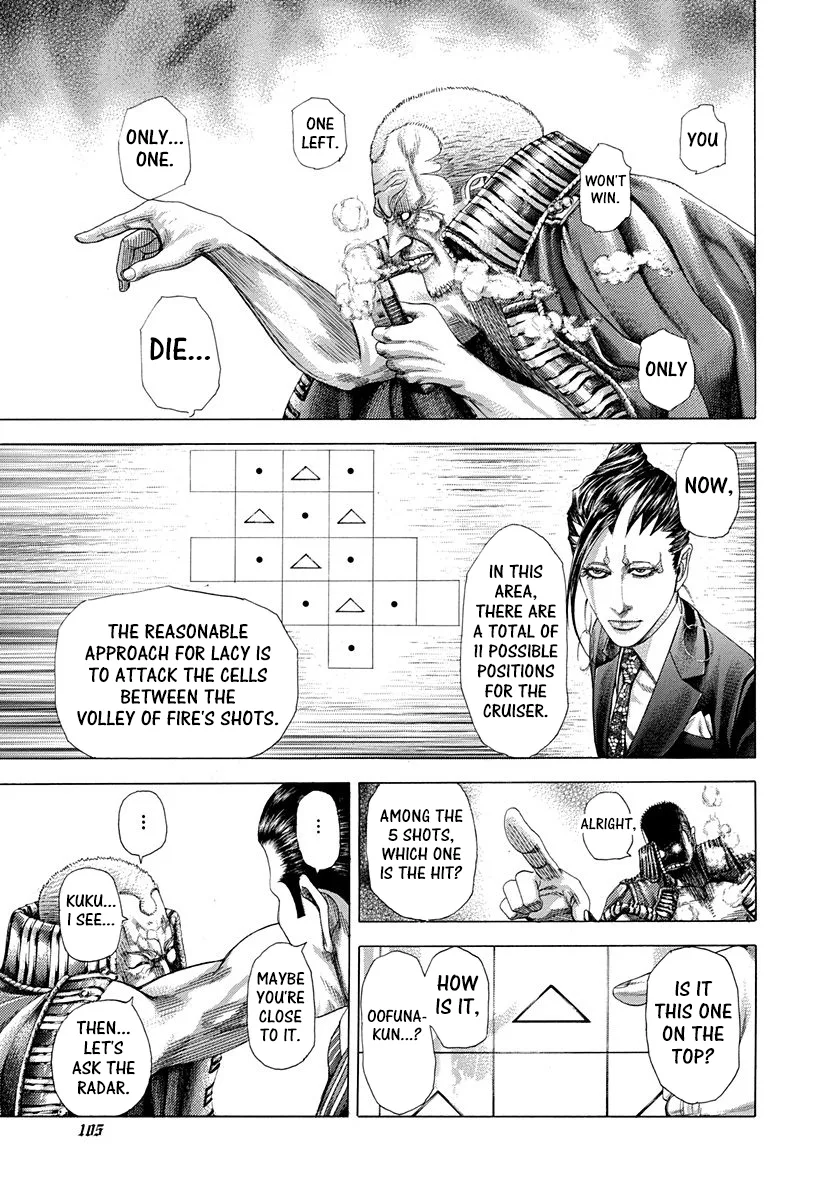 YOU
WON'T
WIN.
ONLY
ONE
LEFT.
ONLY...
ONE.
DIE...
NOW,
IN THIS
AREA,
THERE ARE
A TOTAL OF
11 POSSIBLE
POSITIONS
FOR THE
CRUISER.
THE REASONABLE
APPROACH FOR LACY IS
TO ATTACK THE CELLS
BETWEEN THE
VOLLEY OF FIRE'S SHOTS.
ALRIGHT,
AMONG THE
5 SHOTS,
WHICH ONE
IS THE HIT?
IS IT
THIS ONE
ON THE
TOP?
HOW
IS IT,
OOFUNA-
KUN...?
...
...
KUKU...
I SEE...
MAYBE
YOU'RE
CLOSE
TO IT.
THEN...
LET'S
ASK THE
RADAR.
105